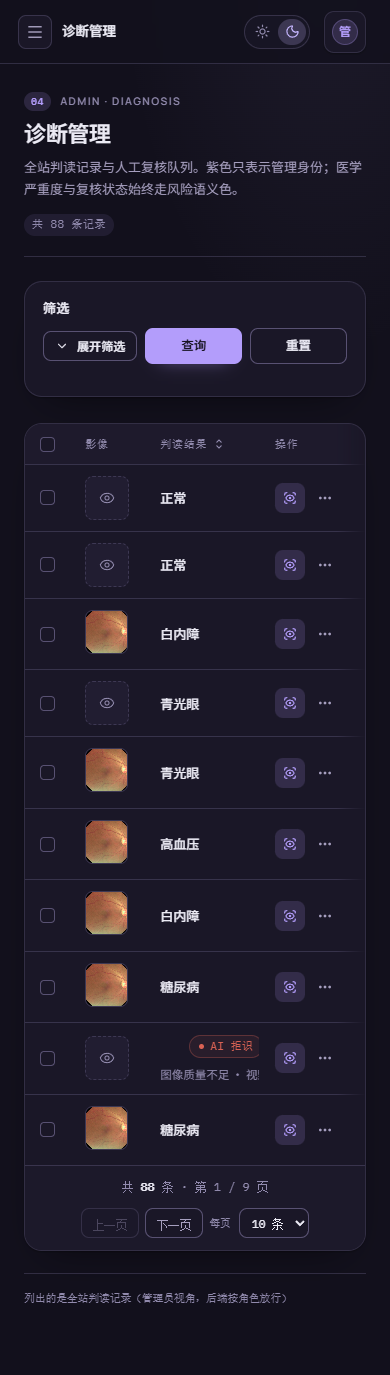 诊断管理
管
04 ADMIN · DIAGNOSIS
诊断管理
全站判读记录与人工复核队列。紫色只表示管理身份；医学
严重度与复核状态始终走风险语义色。
共 88 条记录
筛选
展开筛选 查询 重置
影像 判读结果 操作
正常
正常
白内障
青光眼
青光眼
高血压
白内障
糖尿病
AI 拒识
图像质量不足 · 视
糖尿病
共 88 条 · 第 1 / 9 页
上一页 下一页 每页 10 条
列出的是全站判读记录（管理员视角，后端按角色放行）